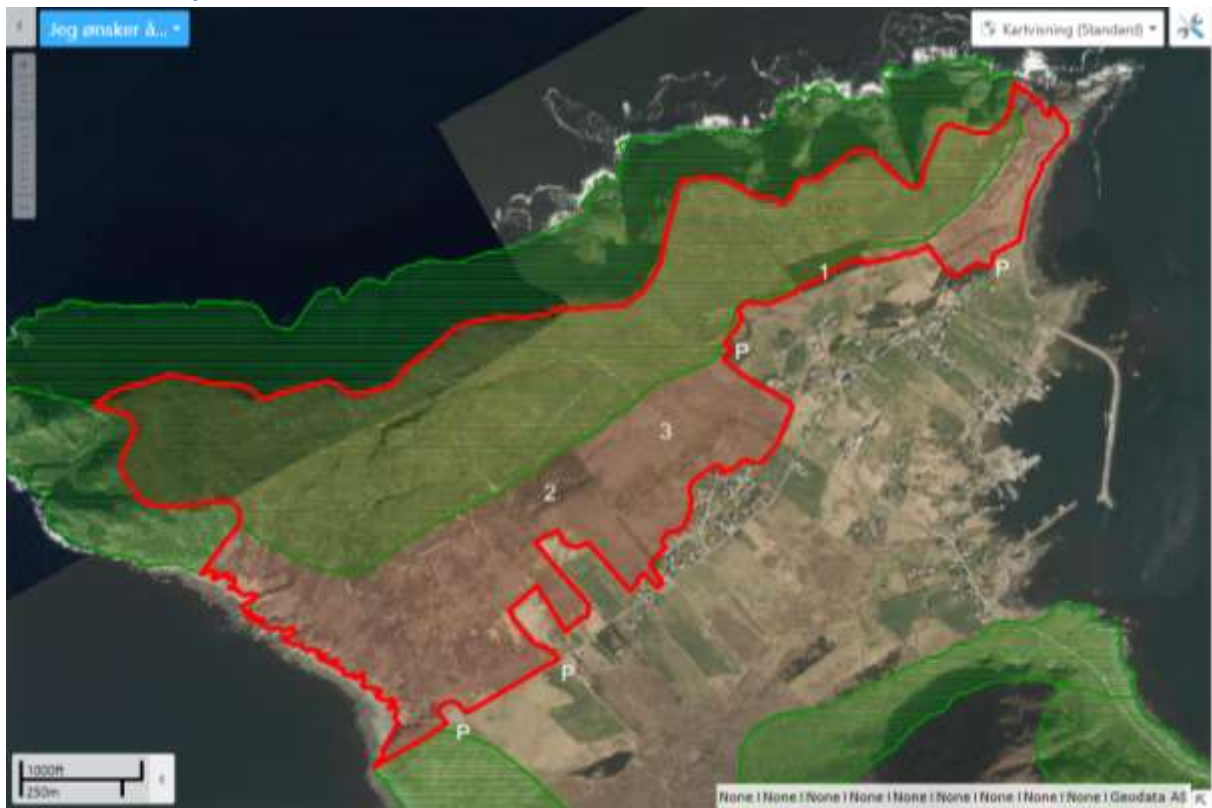 Jeg ønsker å...
Kartvisning (Standard)
1
P
P
3
2
P
P
1000ft
250m
None | None | None | None | None | None | None | None | None | Geodata AS